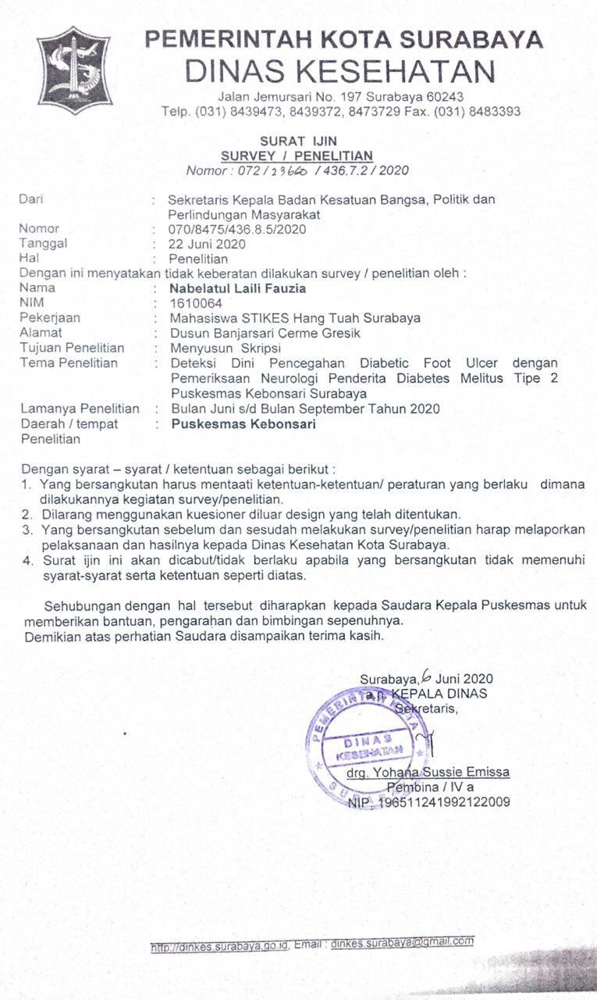 PEMERINTAH KOTA SURABAYA
DINAS KESEHATAN
Jalan Jemursari No. 197 Surabaya 60243
Telp. (031) 8439473, 8439372, 8473729 Fax. (031) 8483393
SURAT IJIN
SURVEY / PENELITIAN
Nomor : 072 / 23660 / 436.7.2 / 2020
Dari : Sekretaris Kepala Badan Kesatuan Bangsa, Politik dan
Perlindungan Masyarakat
Nomor : 070/8475/436.8.5/2020
Tanggal : 22 Juni 2020
Hal : Penelitian
Dengan ini menyatakan tidak keberatan dilakukan survey / penelitian oleh :
Nama : Nabelatul Laili Fauzia
NIM : 1610064
Pekerjaan : Mahasiswa STIKES Hang Tuah Surabaya
Alamat : Dusun Banjarsari Cerme Gresik
Tujuan Penelitian : Menyusun Skripsi
Tema Penelitian : Deteksi Dini Pencegahan Diabetic Foot Ulcer dengan
Pemeriksaan Neurologi Penderita Diabetes Melitus Tipe 2
Puskesmas Kebonsari Surabaya
Lamanya Penelitian : Bulan Juni s/d Bulan September Tahun 2020
Daerah / tempat : Puskesmas Kebonsari
Penelitian
Dengan syarat – syarat / ketentuan sebagai berikut :
1. Yang bersangkutan harus mentaati ketentuan-ketentuan/ peraturan yang berlaku dimana
dilakukannya kegiatan survey/penelitian.
2. Dilarang menggunakan kuesioner diluar design yang telah ditentukan.
3. Yang bersangkutan sebelum dan sesudah melakukan survey/penelitian harap melaporkan
pelaksanaan dan hasilnya kepada Dinas Kesehatan Kota Surabaya.
4. Surat ijin ini akan dicabut/tidak berlaku apabila yang bersangkutan tidak memenuhi
syarat-syarat serta ketentuan seperti diatas.
Sehubungan dengan hal tersebut diharapkan kepada Saudara Kepala Puskesmas untuk
memberikan bantuan, pengarahan dan bimbingan sepenuhnya.
Demikian atas perhatian Saudara disampaikan terima kasih.
Surabaya, 6 Juni 2020
a.n. KEPALA DINAS
Sekretaris,
PEMERINTAH KOTA
DINAS
KESEHATAN
SURABAYA
drg. Yohana Sussie Emissa
Pembina / IV a
NIP. 196511241992122009
http://dinkes.surabaya.go.id, Email : dinkes.surabaya@gmail.com